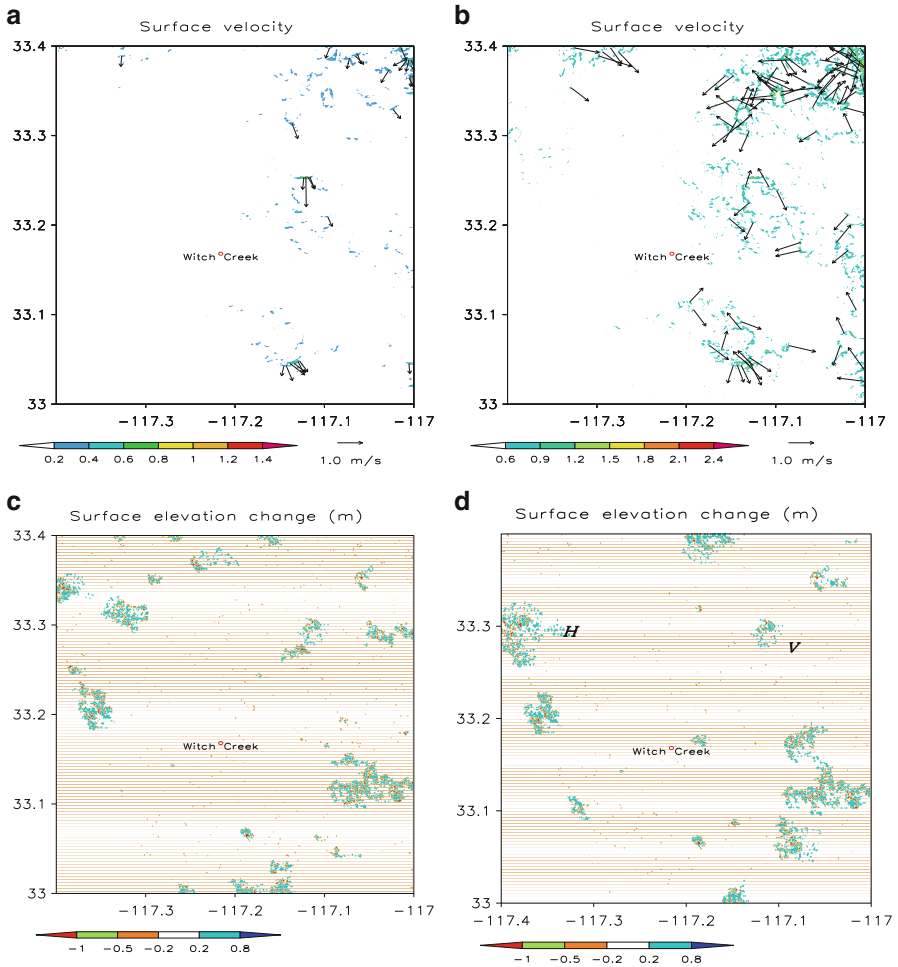 a
Surface velocity
33.4
33.3
33.2
33.1
33
Witch Creek
−117.3
−117.2
−117.1
−117
0.2 0.4 0.6 0.8 1 1.2 1.4
1.0 m/s
b
Surface velocity
33.4
33.3
33.2
33.1
33
Witch Creek
−117.3
−117.2
−117.1
−117
0.6 0.9 1.2 1.5 1.8 2.1 2.4
1.0 m/s
c
Surface elevation change (m)
33.4
33.3
33.2
33.1
33
Witch Creek
−117.3
−117.2
−117.1
−117
−1 −0.5 −0.2 0.2 0.8
d
Surface elevation change (m)
33.3
33.2
33.1
33
H
V
Witch Creek
−117.4
−117.3
−117.2
−117.1
−117
−1 −0.5 −0.2 0.2 0.8